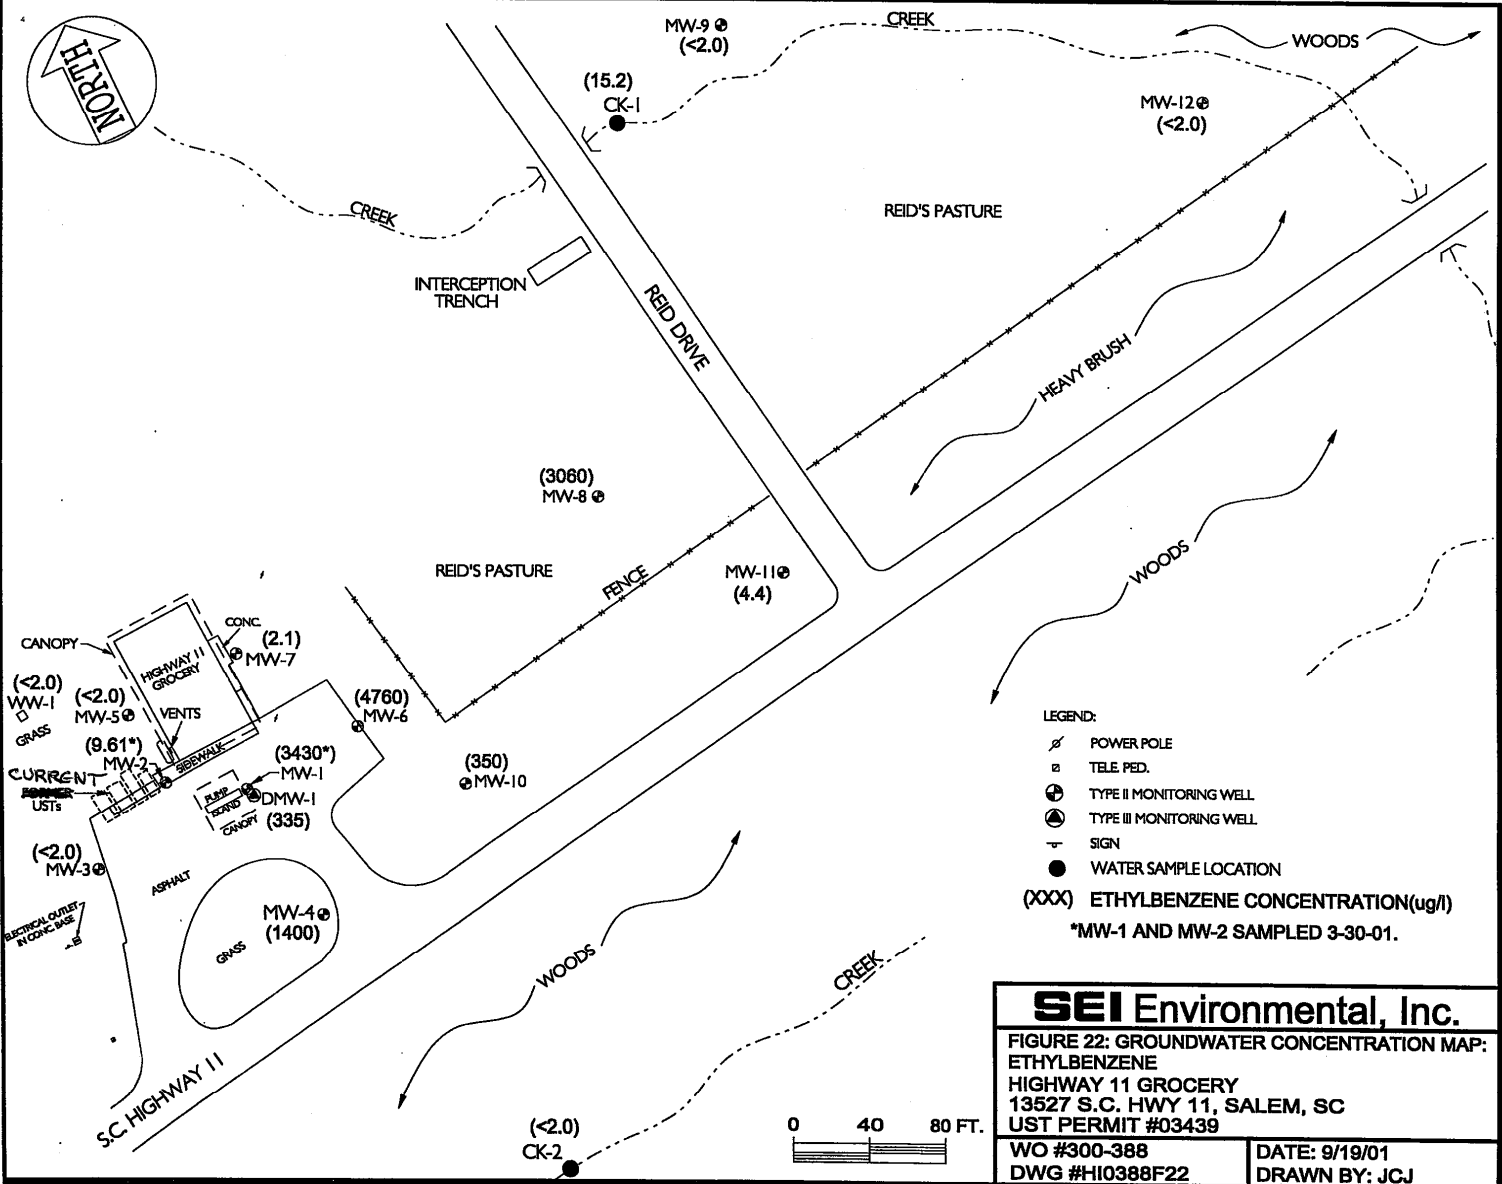 4
NORTH
MW-9
(<2.0)
CREEK
WOODS
(15.2)
CK-1
MW-12
(<2.0)
CREEK
REID'S PASTURE
INTERCEPTION
TRENCH
REID DRIVE
HEAVY BRUSH
(3060)
MW-8
REID'S PASTURE
FENCE
MW-11
(4.4)
WOODS
CANOPY
CONC.
(2.1)
MW-7
HIGHWAY 11
GROCERY
(<2.0)
WW-1
GRASS
(<2.0)
MW-5
VENTS
(4760)
MW-6
(9.61*)
MW-2
SIDEWALK
CURRENT
FORMER
USTs
(3430*)
MW-1
PUMP
ISLAND
DMW-1
CANOPY
(335)
(350)
MW-10
(<2.0)
MW-3
ASPHALT
ELECTRICAL OUTLET
IN CONC. BASE
MW-4
(1400)
GRASS
WOODS
CREEK
S.C. HIGHWAY 11
(<2.0)
CK-2
LEGEND:
POWER POLE
TELE. PED.
TYPE II MONITORING WELL
TYPE III MONITORING WELL
SIGN
WATER SAMPLE LOCATION
(XXX) ETHYLBENZENE CONCENTRATION(ug/l)
*MW-1 AND MW-2 SAMPLED 3-30-01.
0 40 80 FT.
SEI Environmental, Inc.
FIGURE 22: GROUNDWATER CONCENTRATION MAP:
ETHYLBENZENE
HIGHWAY 11 GROCERY
13527 S.C. HWY 11, SALEM, SC
UST PERMIT #03439
WO #300-388
DWG #HI0388F22
DATE: 9/19/01
DRAWN BY: JCJ